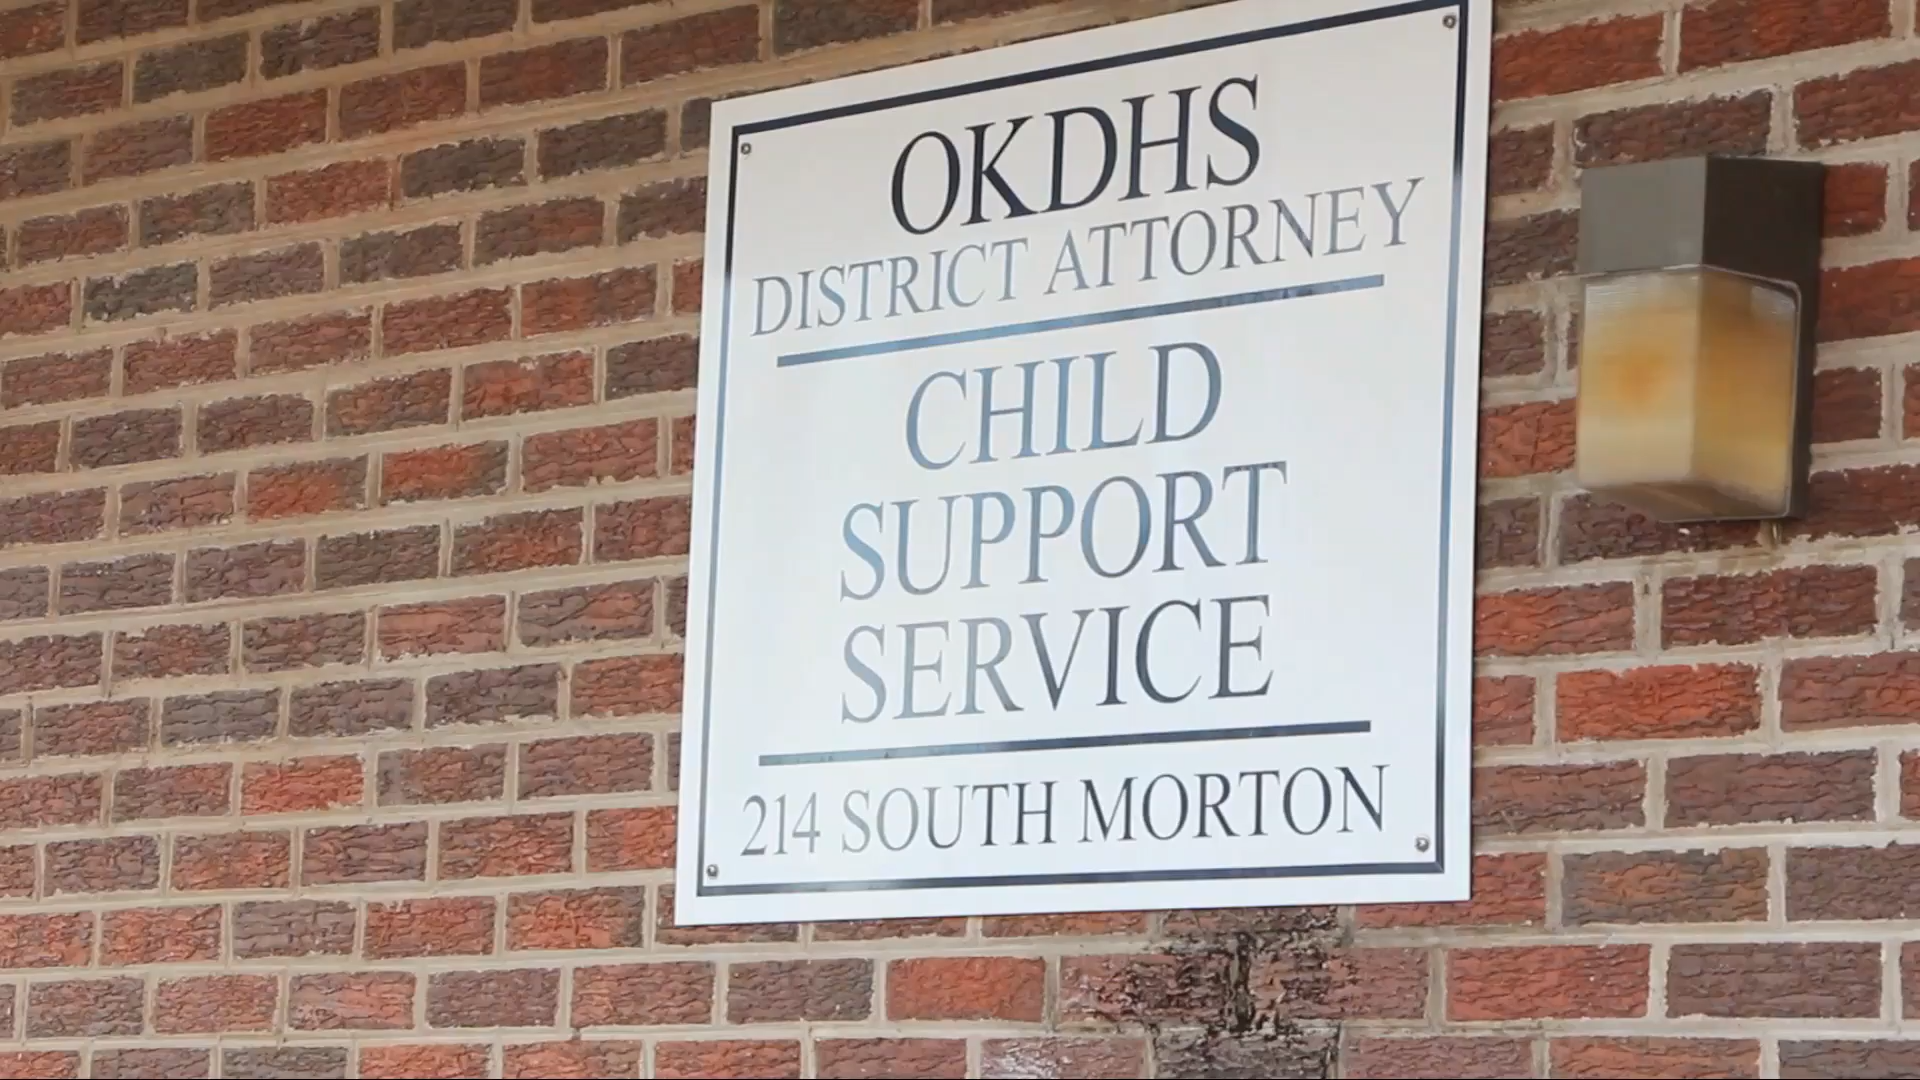 OKDHS
DISTRICT ATTORNEY
CHILD
SUPPORT
SERVICE
214 SOUTH MORTON